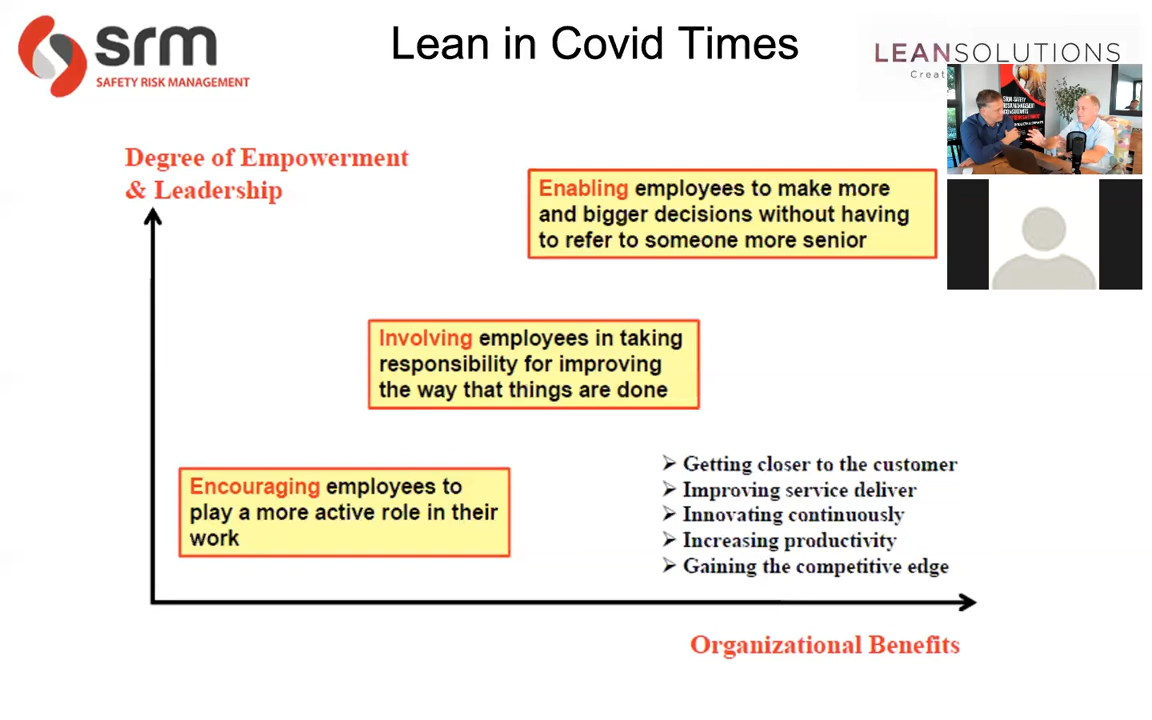 srm
SAFETY RISK MANAGEMENT
Lean in Covid Times
LEANSOLUTIONS
Creat
Degree of Empowerment
& Leadership
Enabling employees to make more
and bigger decisions without having
to refer to someone more senior
Involving employees in taking
responsibility for improving
the way that things are done
Encouraging employees to
play a more active role in their
work
Getting closer to the customer
Improving service deliver
Innovating continuously
Increasing productivity
Gaining the competitive edge
Organizational Benefits